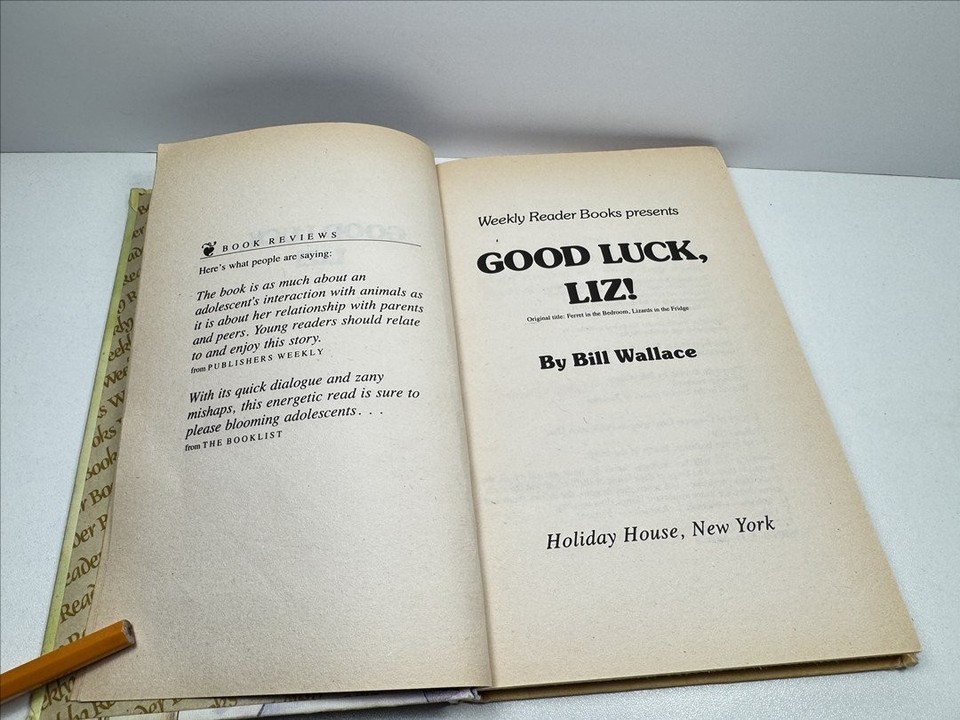 BOOK REVIEWS
Here's what people are saying:
The book is as much about an
adolescent's interaction with animals as
it is about her relationship with parents
and peers. Young readers should relate
to and enjoy this story.
from PUBLISHERS WEEKLY
With its quick dialogue and zany
mishaps, this energetic read is sure to
please blooming adolescents . . .
from THE BOOKLIST
Weekly Reader Books presents
GOOD LUCK,
LIZ!
Original title: Ferret in the Bedroom, Lizards in the Fridge
By Bill Wallace
Holiday House, New York